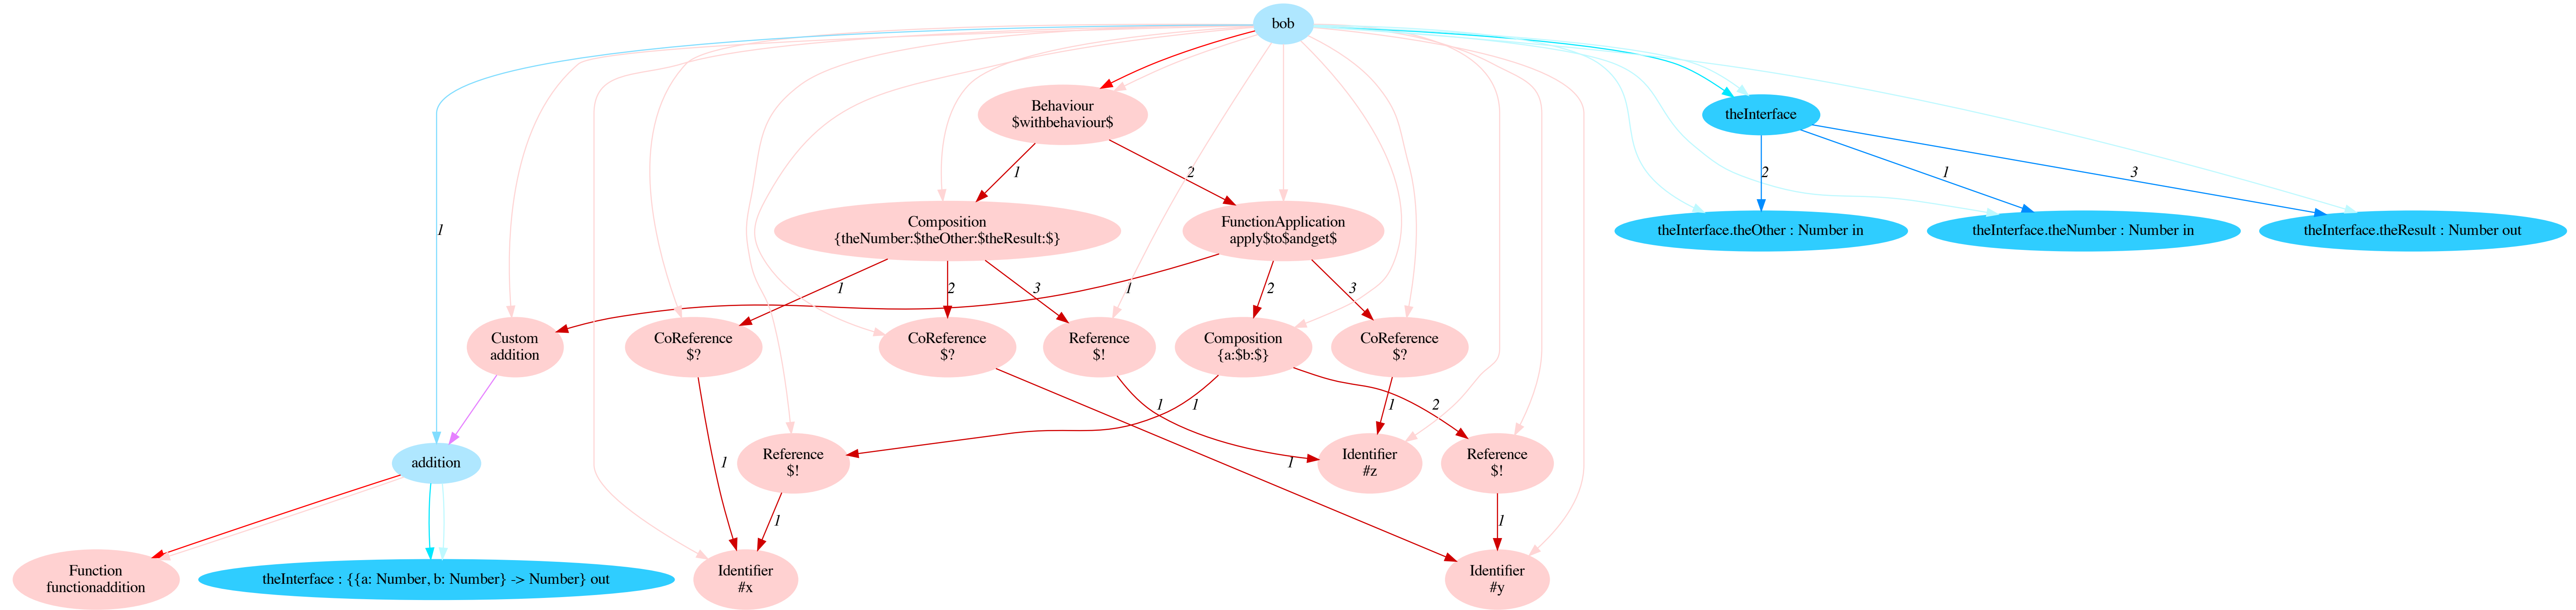 bob
Behaviour
$withbehaviour$
theInterface
1
2
2
1
3
1
Composition
{theNumber:$theOther:$theResult:$}
FunctionApplication
apply$to$andget$
theInterface.theOther : Number in
theInterface.theNumber : Number in
theInterface.theResult : Number out
1
2
3
1
2
3
Custom
addition
CoReference
$?
CoReference
$?
Reference
$!
Composition
{a:$b:$}
CoReference
$?
1
1
1
2
addition
1
Reference
$!
1
Identifier
#z
Reference
$!
1
1
Function
functionaddition
theInterface : {{a: Number, b: Number} -> Number} out
Identifier
#x
Identifier
#y